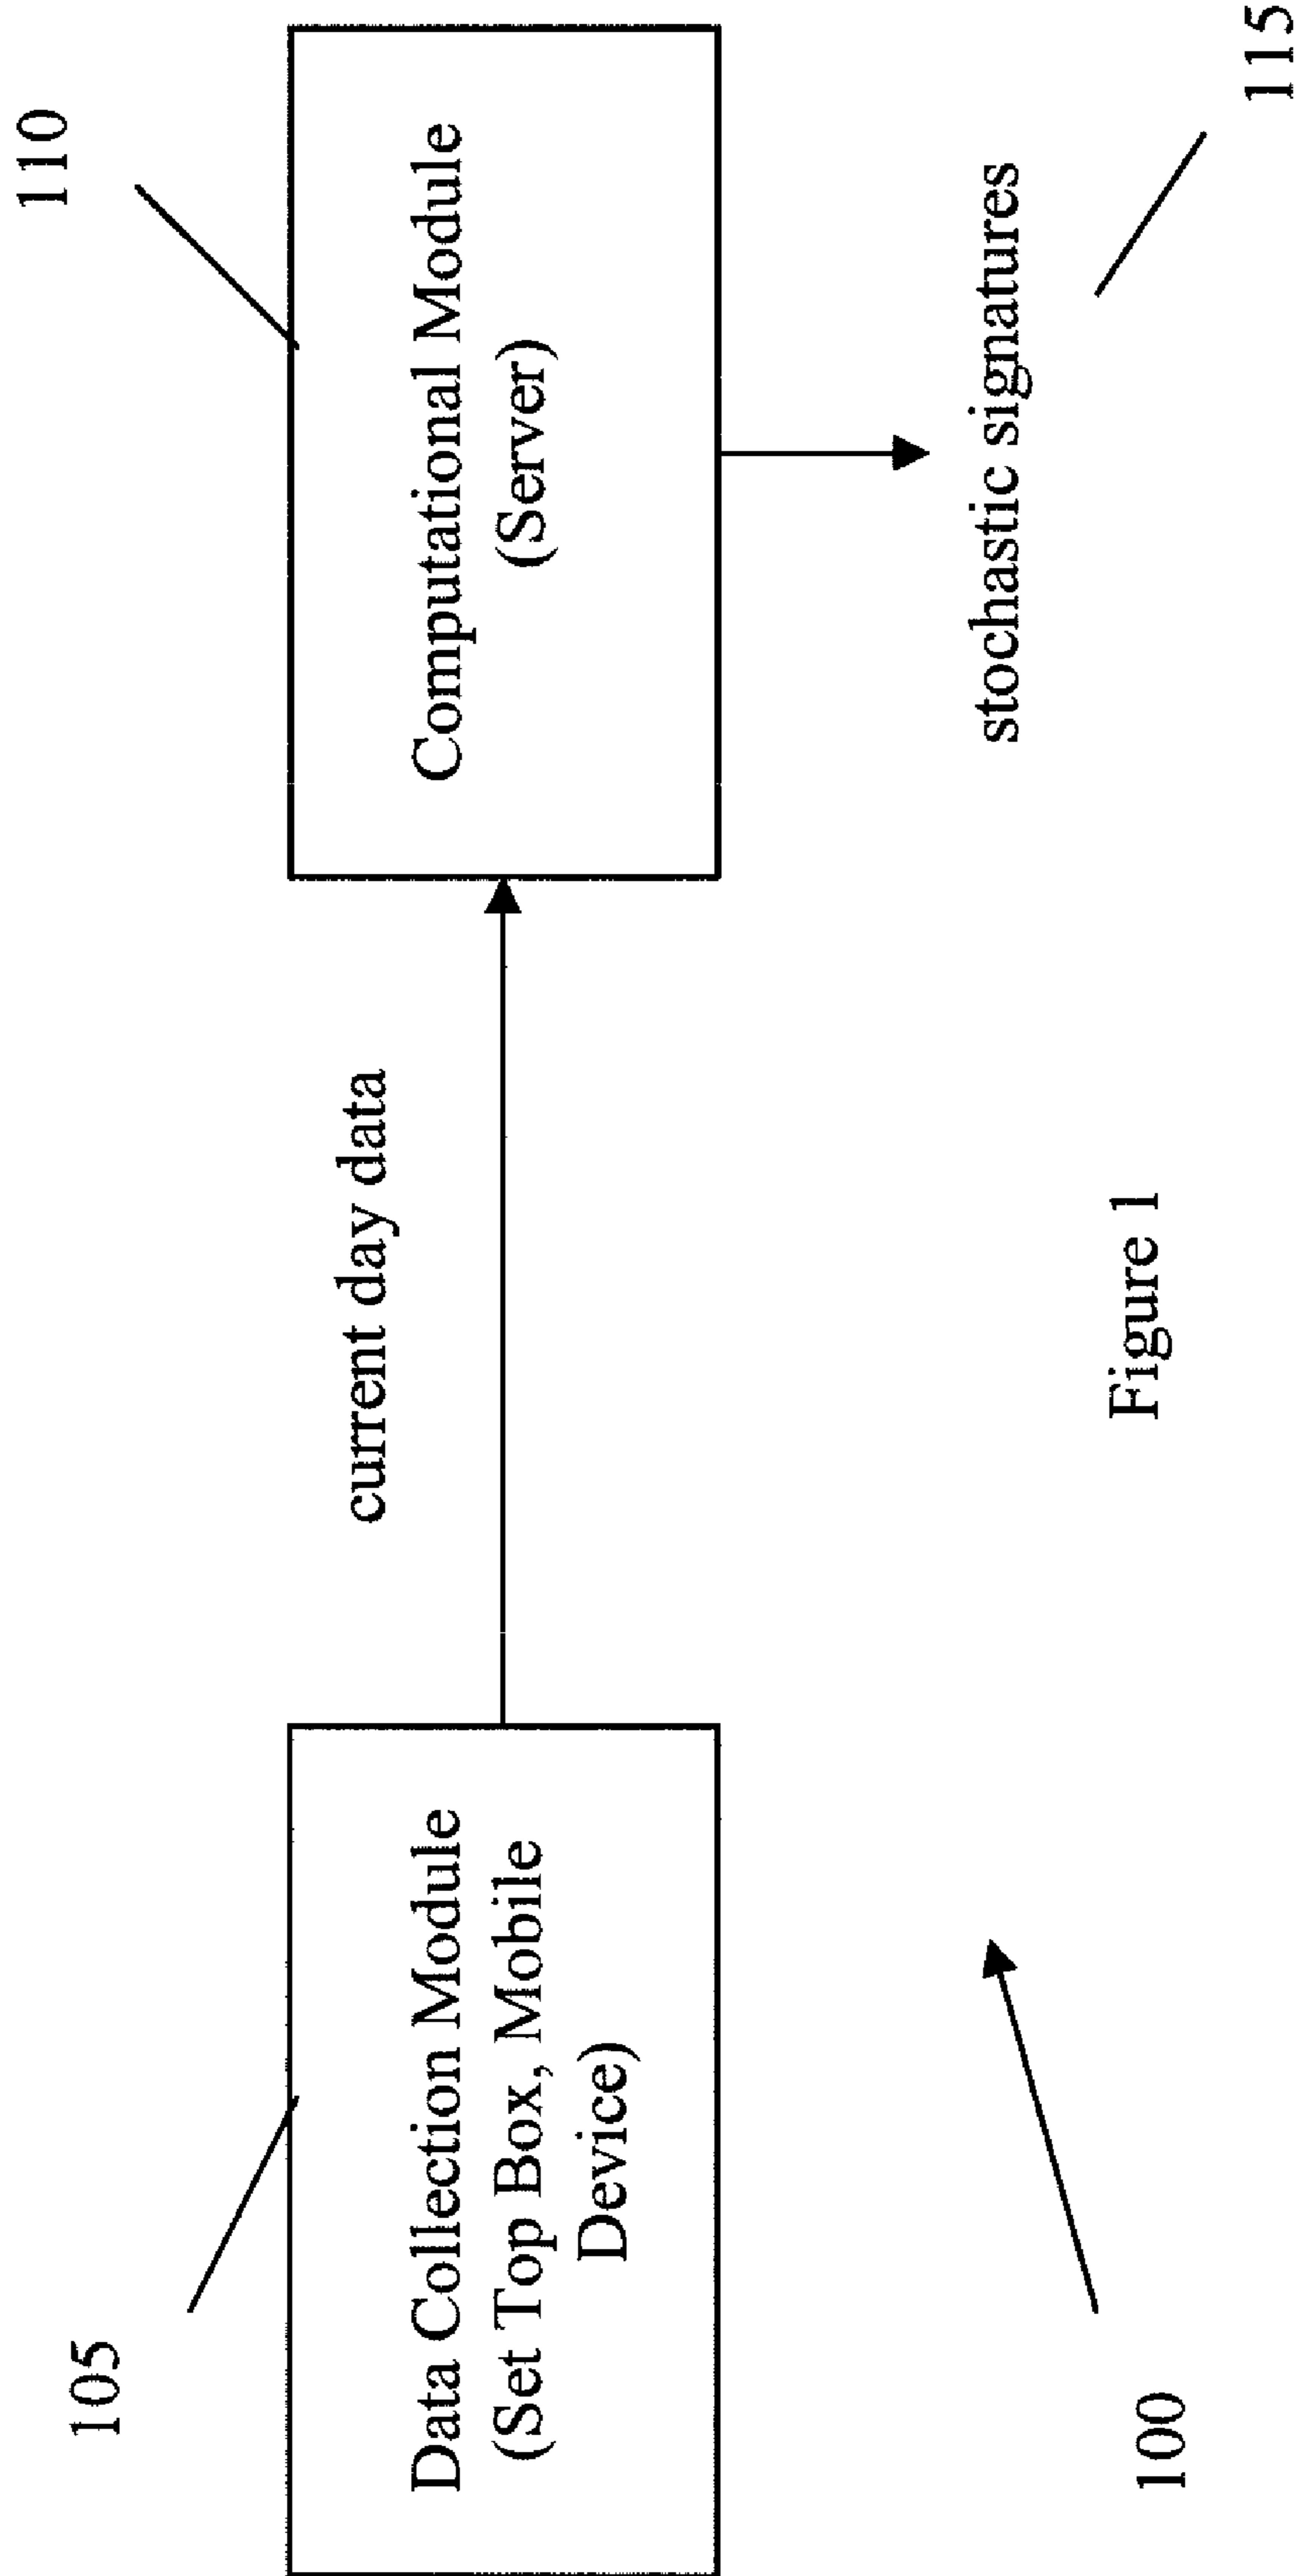 105
110
Data Collection Module
(Set Top Box, Mobile
Device)
current day data
Computational Module
(Server)
stochastic signatures
115
100
Figure 1